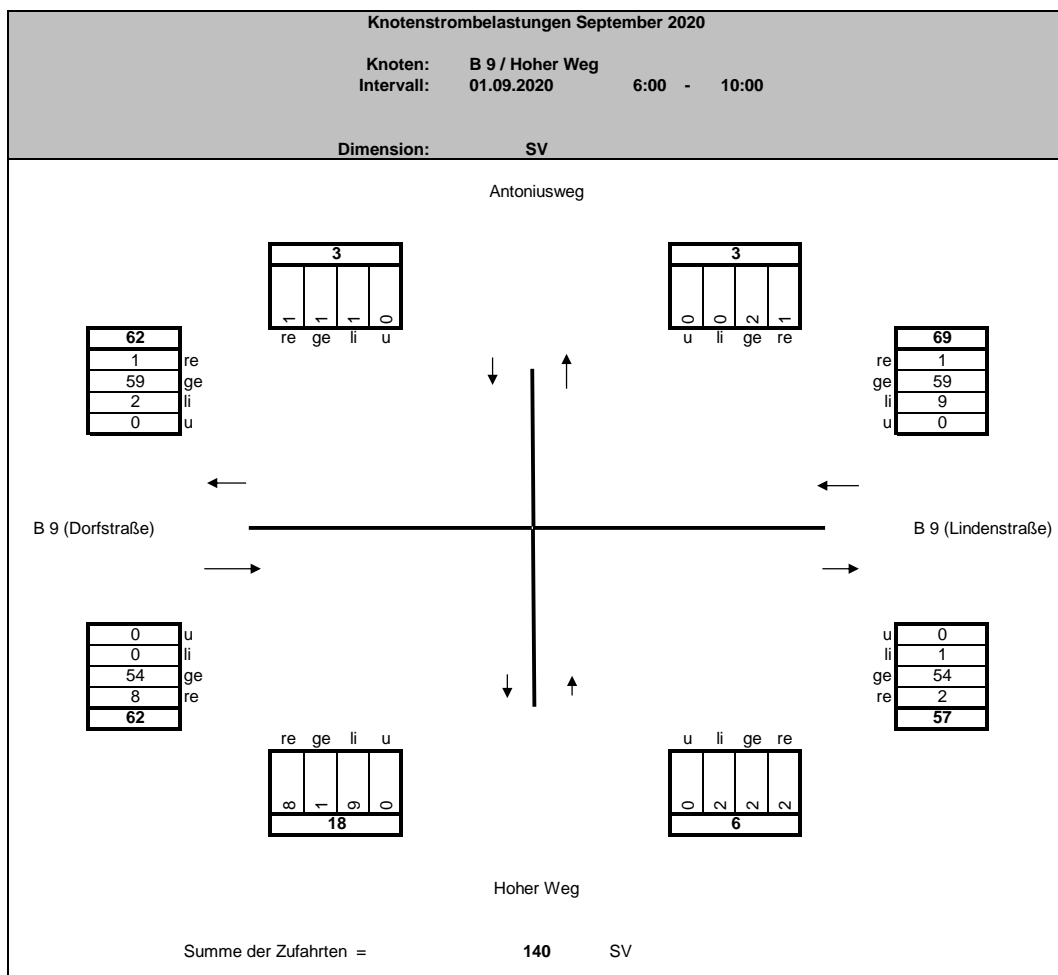 Knotenstrombelastungen September 2020
Knoten: B 9 / Hoher Weg
Intervall: 01.09.2020 6:00 - 10:00
Dimension: SV
Antoniusweg
3 3
1 1 1 0 0 0 2 1
re ge li u u li ge re
62 69
1 re re 1
59 ge ge 59
2 li li 9
0 u u 0
B 9 (Dorfstraße) B 9 (Lindenstraße)
0 u u 0
0 li li 1
54 ge ge 54
8 re re 2
62 57
re ge li u u li ge re
8 1 9 0 0 2 2 2
18 6
Hoher Weg
Summe der Zufahrten = 140 SV